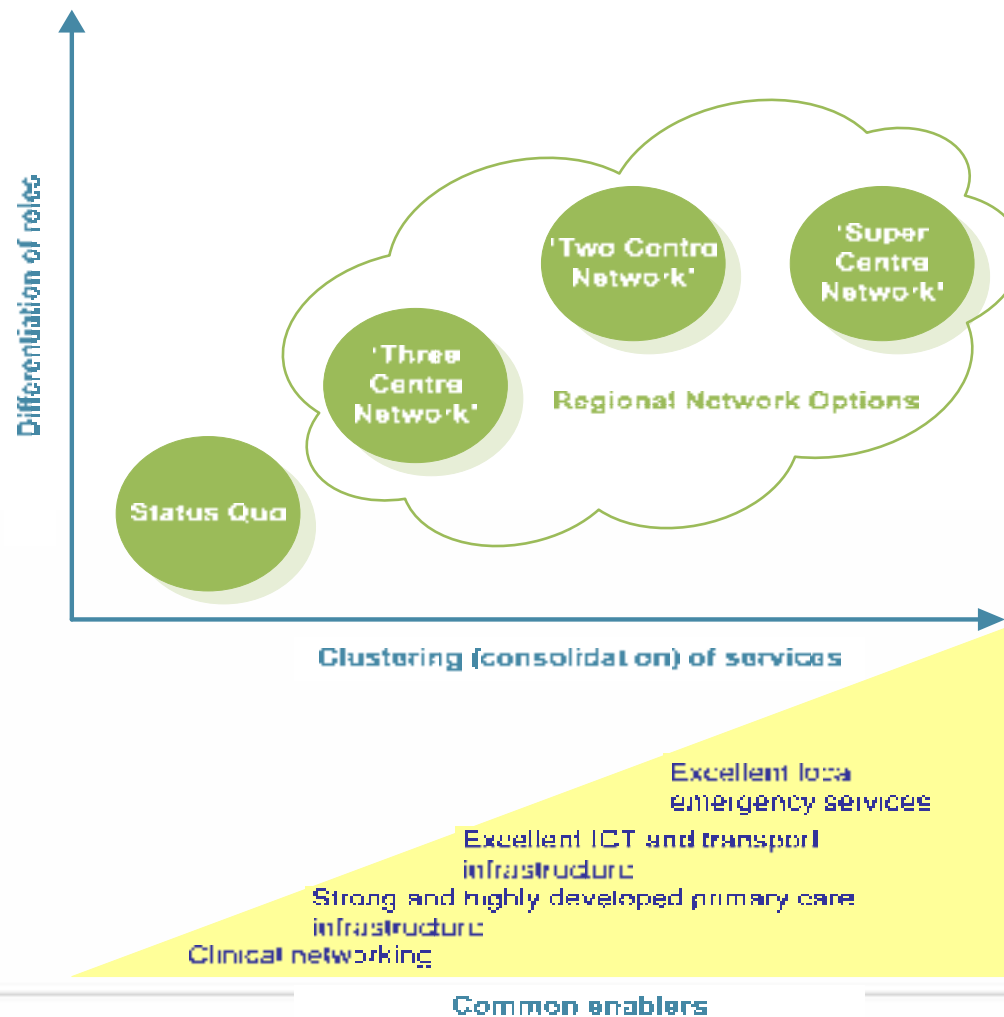 Differentiation of roles
'Two Centre
Network'
'Super
Centre
Network'
'Three
Centre
Network'
Regional Network Options
Status Quo
Clustering (consolidation) of services
Excellent local
emergency services
Excellent ICT and transport
infrastructure
Strong and highly developed primary care
infrastructure
Clinical networking
Common enablers